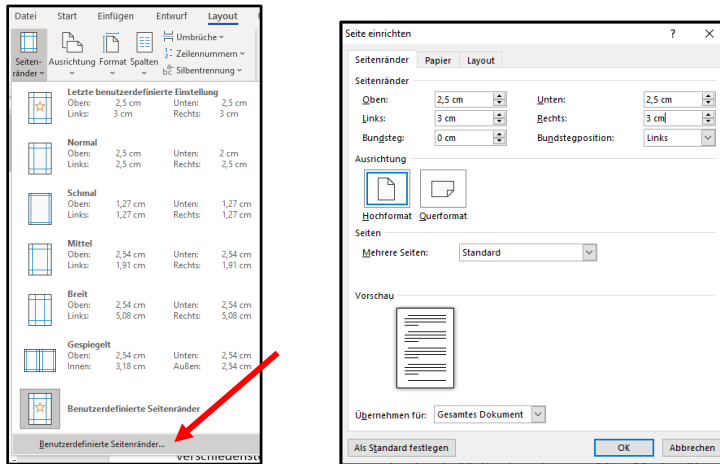 Datei Start Einfügen Entwurf Layout
Seiten-
ränder
Ausrichtung Format Spalten
Umbrüche
Zeilennummern
Silbentrennung
Letzte benutzerdefinierte Einstellung
Oben: 2,5 cm Unten: 2,5 cm
Links: 3 cm Rechts: 3 cm
Normal
Oben: 2,5 cm Unten: 2 cm
Links: 2,5 cm Rechts: 2,5 cm
Schmal
Oben: 1,27 cm Unten: 1,27 cm
Links: 1,27 cm Rechts: 1,27 cm
Mittel
Oben: 2,54 cm Unten: 2,54 cm
Links: 1,91 cm Rechts: 1,91 cm
Breit
Oben: 2,54 cm Unten: 2,54 cm
Links: 5,08 cm Rechts: 5,08 cm
Gespiegelt
Oben: 2,54 cm Unten: 2,54 cm
Innen: 3,18 cm Außen: 2,54 cm
Benutzerdefinierte Seitenränder
Benutzerdefinierte Seitenränder...
Seite einrichten ?
Seitenränder Papier Layout
Seitenränder
Oben: 2,5 cm Unten: 2,5 cm
Links: 3 cm Rechts: 3 cm
Bundsteg: 0 cm Bundstegposition: Links
Ausrichtung
Hochformat Querformat
Seiten
Mehrere Seiten: Standard
Vorschau
Übernehmen für: Gesamtes Dokument
Als Standard festlegen OK Abbrechen